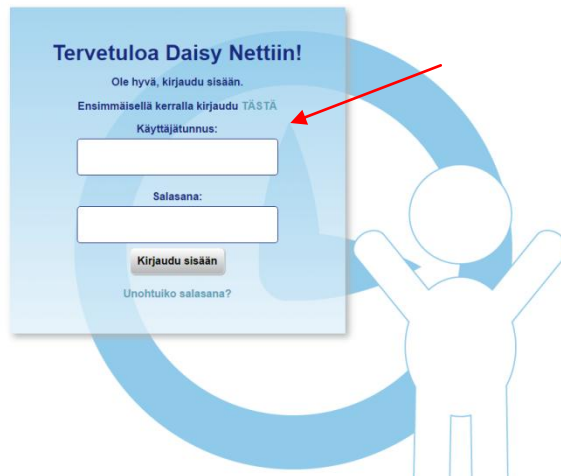 Tervetuloa Daisy Nettiin!
Ole hyvä, kirjaudu sisään.
Ensimmäisellä kerralla kirjaudu TÄSTÄ
Käyttäjätunnus:
Salasana:
Kirjaudu sisään
Unohtuiko salasana?